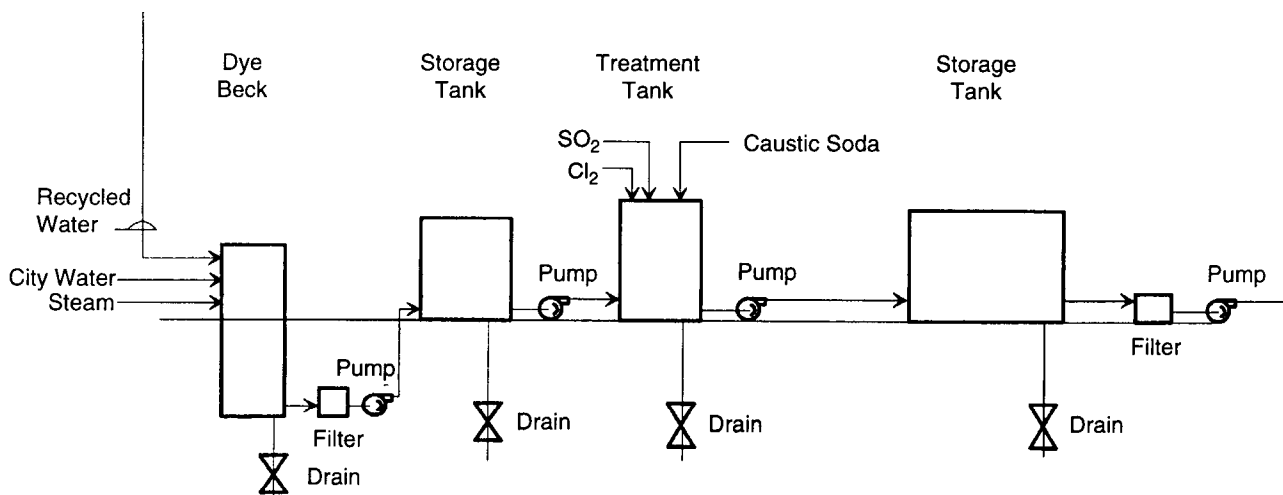 Dye
Beck
Storage
Tank
Treatment
Tank
Storage
Tank
SO₂
Cl₂
Caustic Soda
Recycled
Water
City Water
Steam
Pump
Pump
Pump
Pump
Filter
Filter
Drain
Drain
Drain
Drain